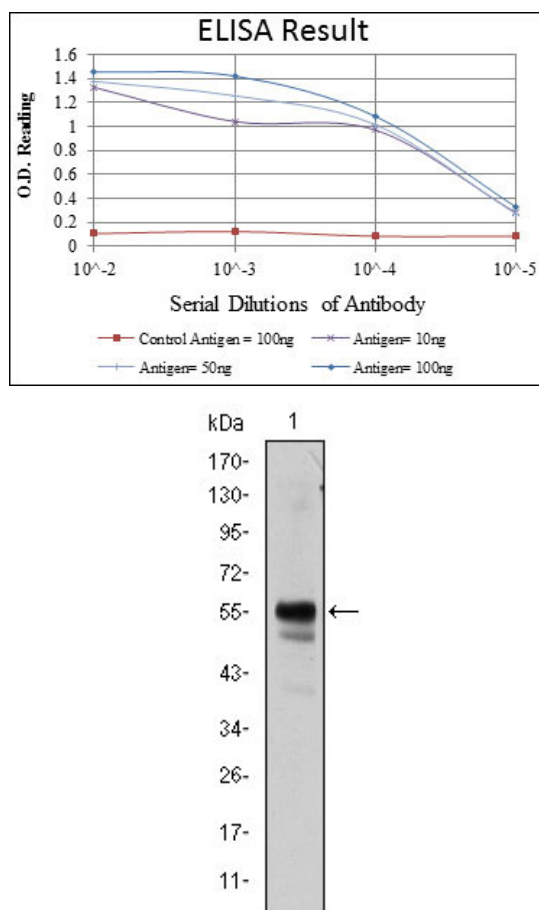 ELISA Result
O.D. Reading
1.6
1.4
1.2
1
0.8
0.6
0.4
0.2
0
10^-2 10^-3 10^-4 10^-5
Serial Dilutions of Antibody
Control Antigen = 100ng Antigen= 10ng
Antigen= 50ng Antigen= 100ng
kDa 1
170-
130-
95-
72-
55- ←
43-
34-
26-
17-
11-